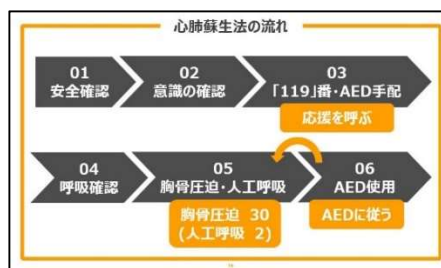 心肺蘇生法の流れ
01
安全確認
02
意識の確認
03
「119」番・AED手配
応援を呼ぶ
04
呼吸確認
05
胸骨圧迫・人工呼吸
胸骨圧迫 30
(人工呼吸 2)
06
AED使用
AEDに従う